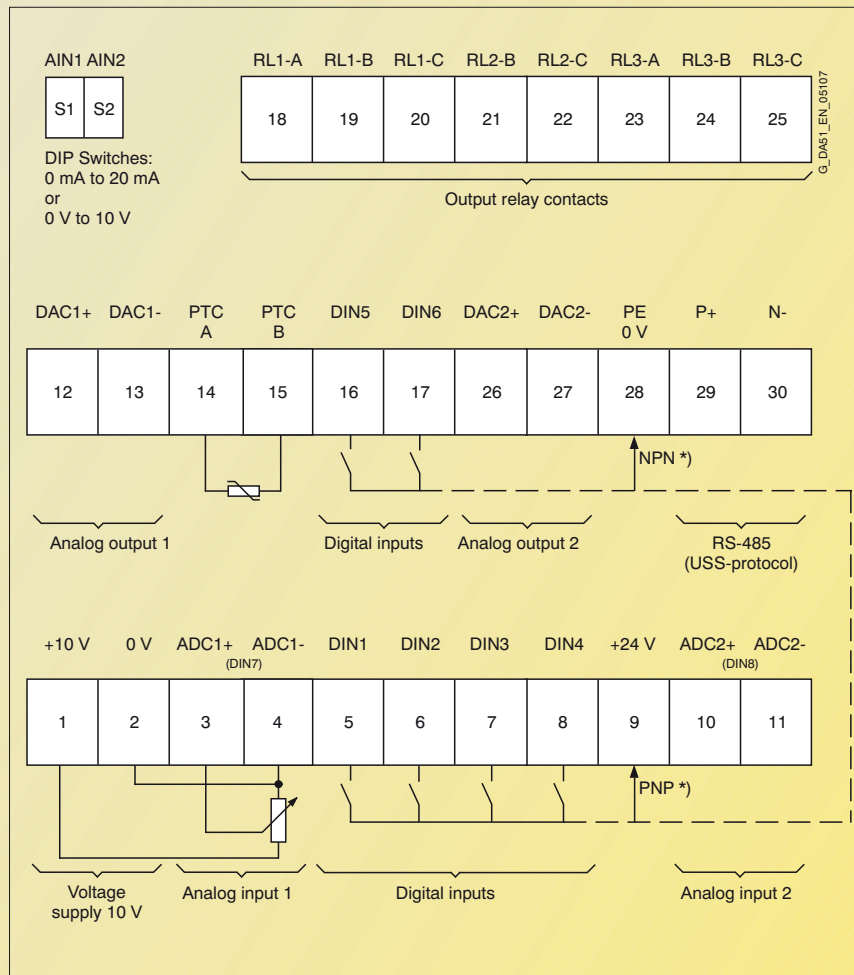 AIN1 AIN2
S1 S2
DIP Switches:
0 mA to 20 mA
or
0 V to 10 V
RL1-A RL1-B RL1-C RL2-B RL2-C RL3-A RL3-B RL3-C
18 19 20 21 22 23 24 25
Output relay contacts
G_DA51_EN_05107
DAC1+ DAC1- PTC A PTC B DIN5 DIN6 DAC2+ DAC2- PE 0 V P+ N-
12 13 14 15 16 17 26 27 28 29 30
NPN *)
Analog output 1
Digital inputs
Analog output 2
RS-485
(USS-protocol)
+10 V 0 V ADC1+ ADC1- DIN1 DIN2 DIN3 DIN4 +24 V ADC2+ ADC2-
(DIN7) (DIN8)
1 2 3 4 5 6 7 8 9 10 11
PNP *)
Voltage
supply 10 V
Analog input 1
Digital inputs
Analog input 2